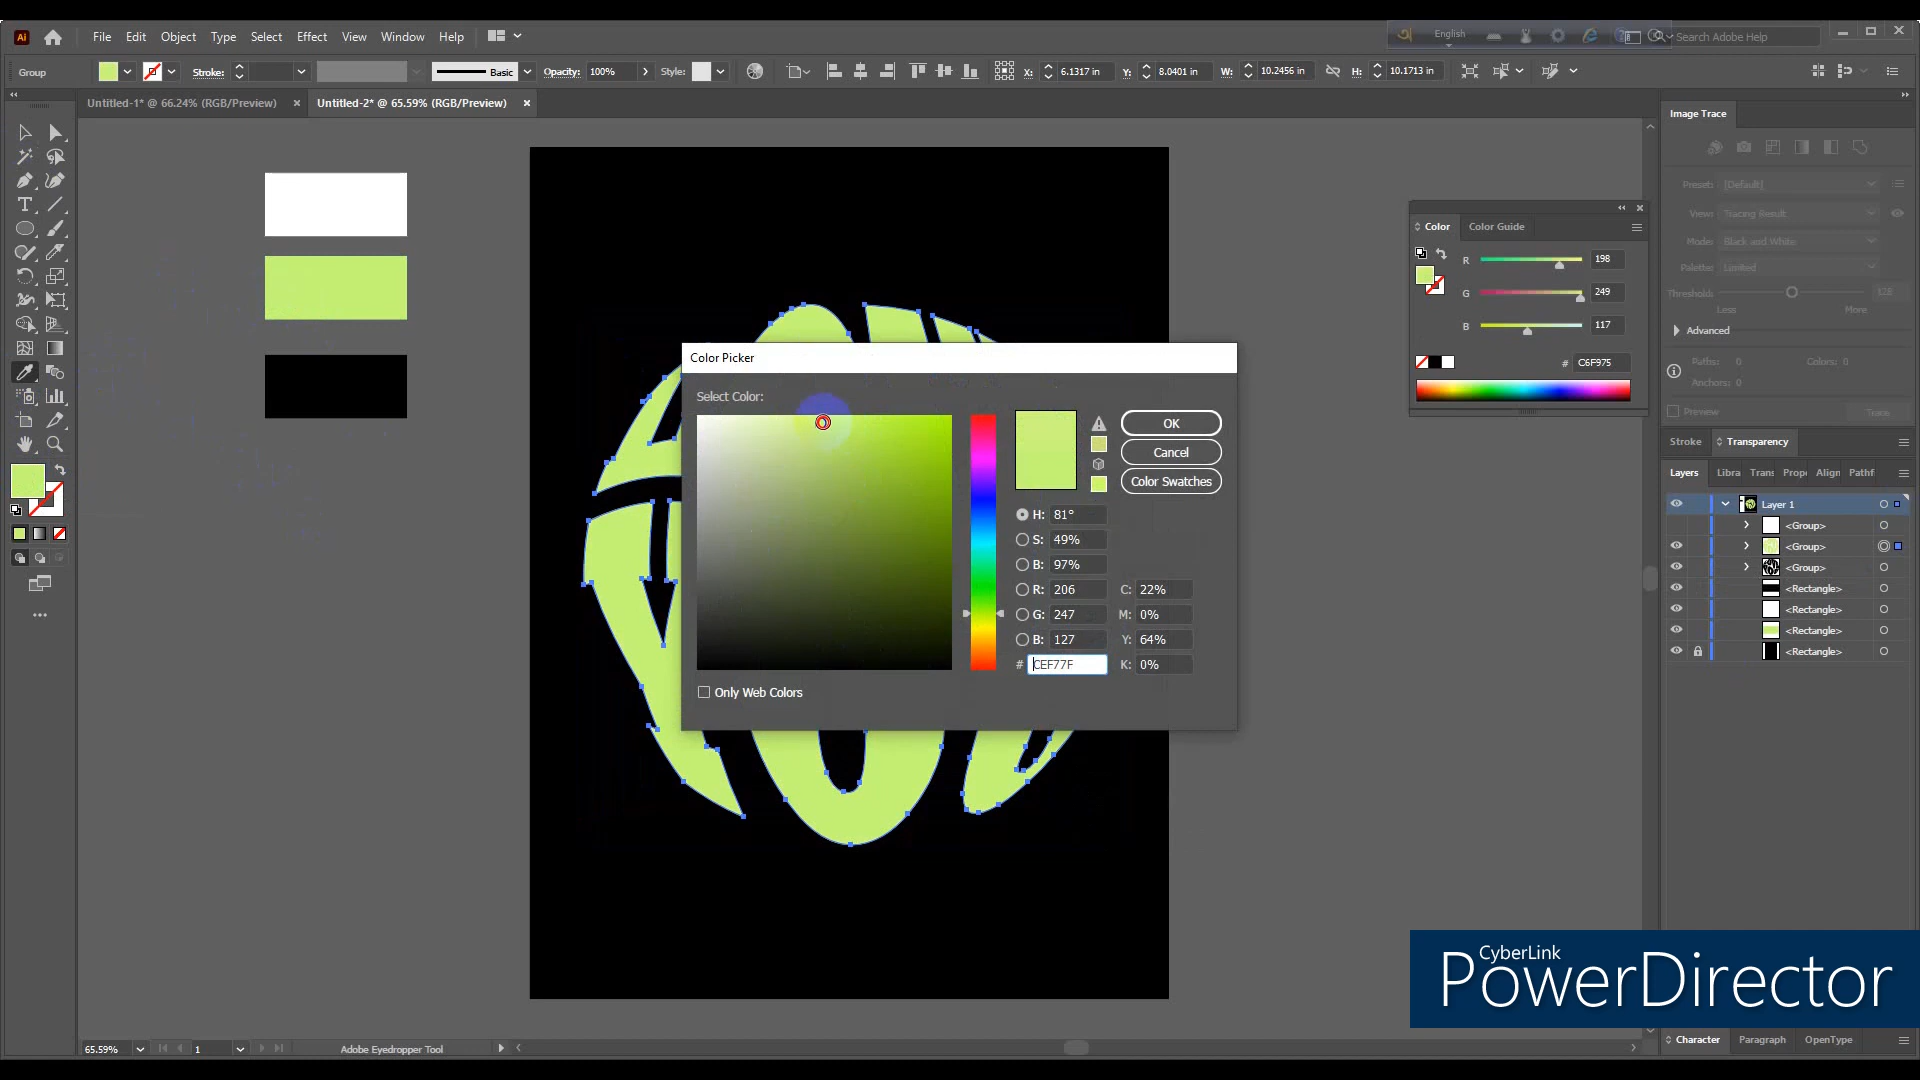 Ai File Edit Object Type Select Effect View Window Help English Search Adobe Help
Group Stroke: Basic Opacity: 100% Style: X: 6.1317 in Y: 8.0401 in W: 10.2456 in H: 10.1713 in
Untitled-1* @ 66.24% (RGB/Preview) × Untitled-2* @ 65.59% (RGB/Preview) ×
Image Trace
Preset: [Default]
View: Tracing Result
Mode: Black and White
Palette: Limited
Threshold: 128
Less More
Advanced
Paths: 0 Colors: 0
Anchors: 0
Preview Trace
Color Color Guide
R 198
G 249
B 117
# C6F975
Color Picker
Select Color:
OK
Cancel
Color Swatches
H: 81°
S: 49%
B: 97%
R: 206 C: 22%
G: 247 M: 0%
B: 127 Y: 64%
# CEF77F K: 0%
Only Web Colors
Stroke Transparency
Layers Libra Trans Prope Align Pathf
Layer 1
<Group>
<Group>
<Group>
<Rectangle>
<Rectangle>
<Rectangle>
<Rectangle>
CyberLink
PowerDirector
Character Paragraph OpenType
65.59% 1 Adobe Eyedropper Tool